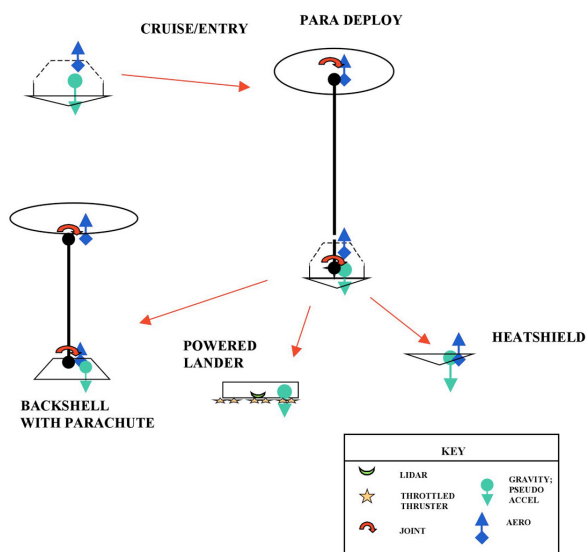 CRUISE/ENTRY
PARA DEPLOY
POWERED
LANDER
HEATSHIELD
BACKSHELL
WITH PARACHUTE
KEY
LIDAR
THROTTLED
THRUSTER
JOINT
GRAVITY;
PSEUDO
ACCEL
AERO